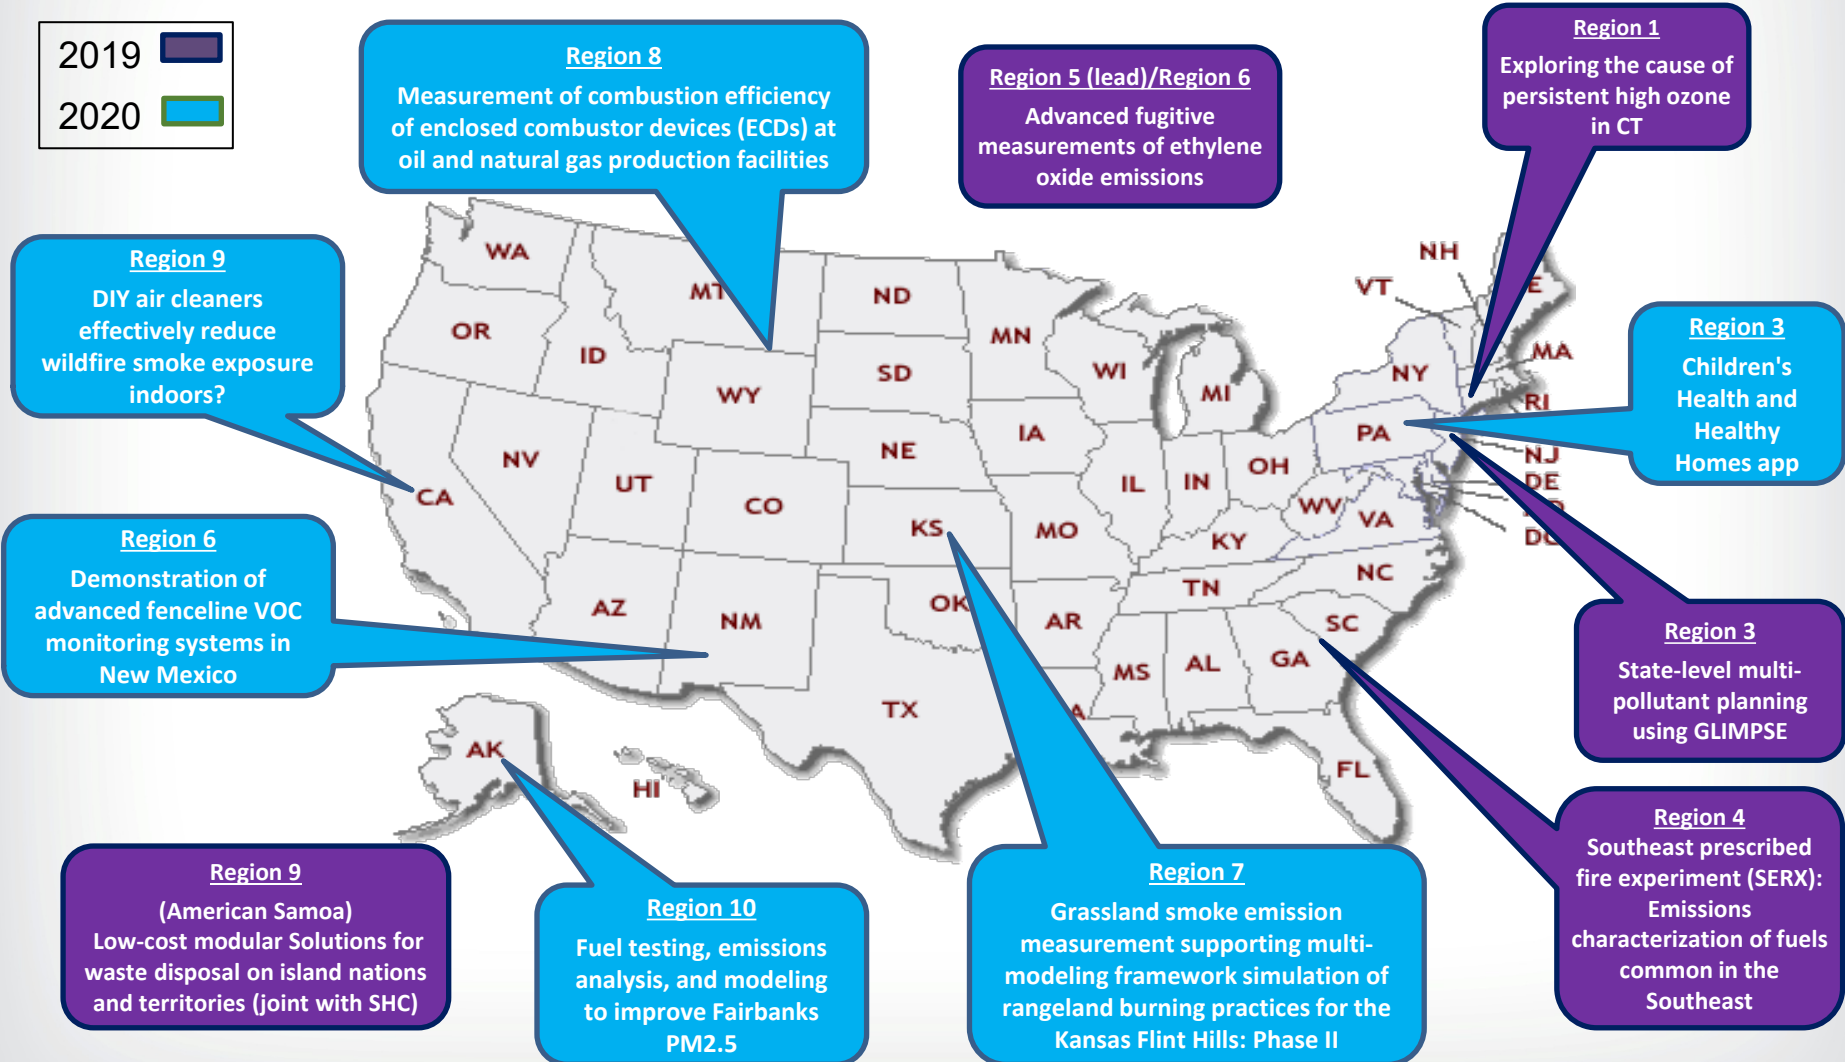 2019
2020
Region 8
Measurement of combustion efficiency
of enclosed combustor devices (ECDs) at
oil and natural gas production facilities
Region 5 (lead)/Region 6
Advanced fugitive
measurements of ethylene
oxide emissions
Region 1
Exploring the cause of
persistent high ozone
in CT
Region 9
DIY air cleaners
effectively reduce
wildfire smoke exposure
indoors?
Region 3
Children's
Health and
Healthy
Homes app
Region 6
Demonstration of
advanced fenceline VOC
monitoring systems in
New Mexico
Region 3
State-level multi-
pollutant planning
using GLIMPSE
Region 4
Southeast prescribed
fire experiment (SERX):
Emissions
characterization of fuels
common in the
Southeast
Region 9
(American Samoa)
Low-cost modular Solutions for
waste disposal on island nations
and territories (joint with SHC)
Region 10
Fuel testing, emissions
analysis, and modeling
to improve Fairbanks
PM2.5
Region 7
Grassland smoke emission
measurement supporting multi-
modeling framework simulation of
rangeland burning practices for the
Kansas Flint Hills: Phase II
WA
MT
ND
MN
NH
VT
OR
ID
SD
WI
MI
NY
MA
WY
RI
NV
UT
CO
NE
IA
IL
IN
OH
PA
NJ
DE
CA
KS
MO
KY
WV
VA
DC
AZ
NM
OK
AR
TN
NC
SC
TX
MS
AL
GA
FL
AK
HI